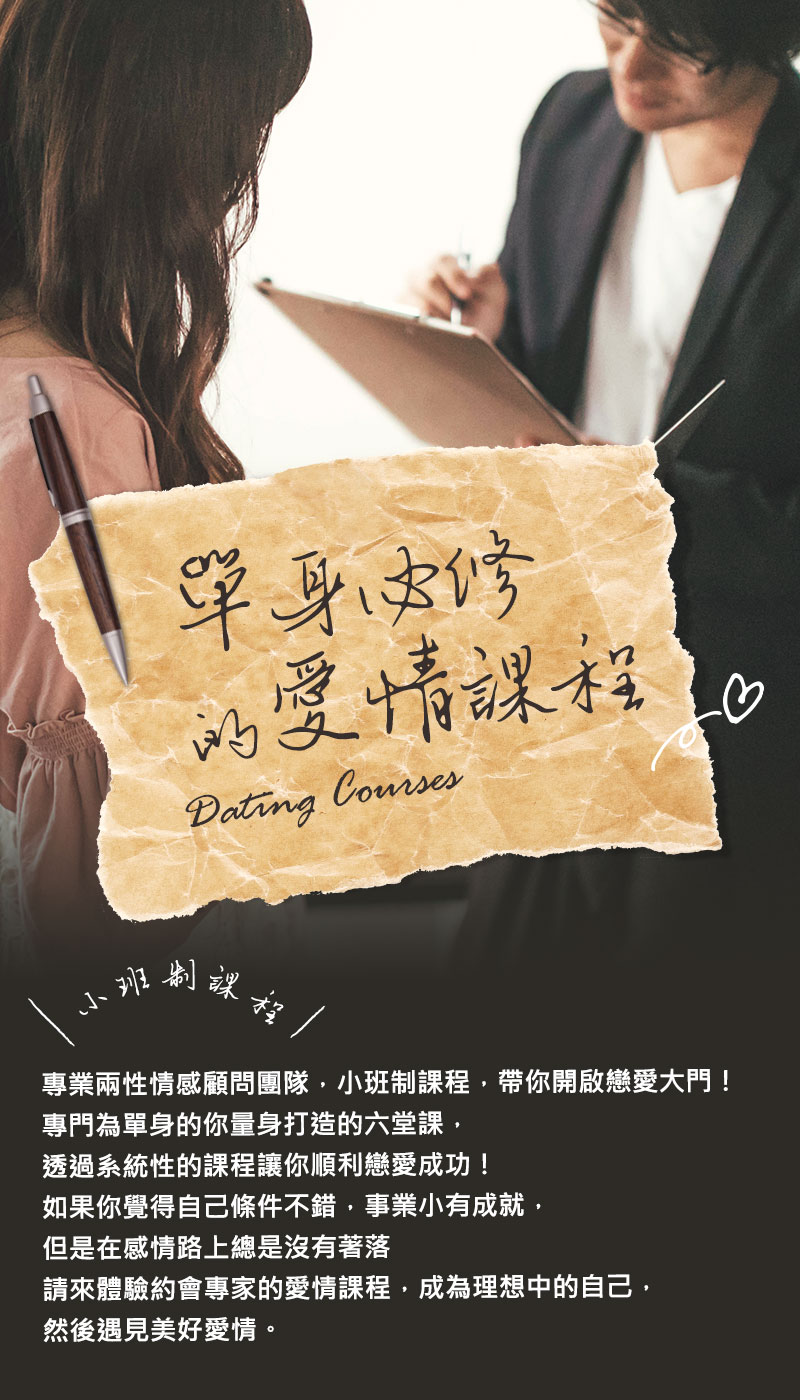 單身必修
的愛情課程
Dating Courses
小班制課程
專業兩性情感顧問團隊，小班制課程，帶你開啟戀愛大門！
專門為單身的你量身打造的六堂課，
透過系統性的課程讓你順利戀愛成功！
如果你覺得自己條件不錯，事業小有成就，
但是在感情路上總是沒有著落
請來體驗約會專家的愛情課程，成為理想中的自己，
然後遇見美好愛情。